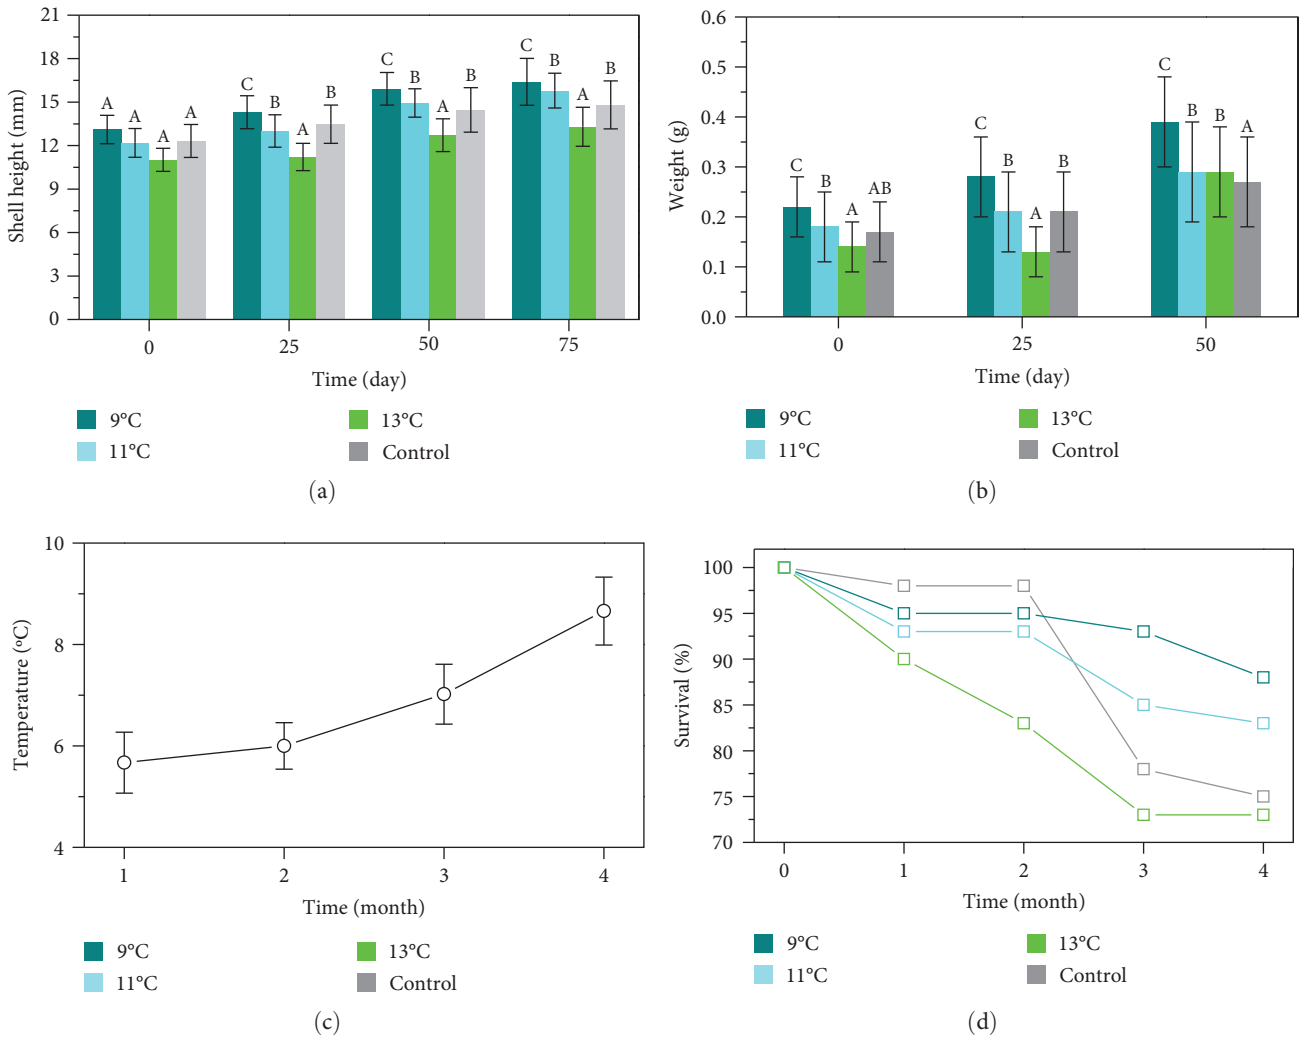 21
18
15
12
9
6
3
0
Shell height (mm)
A
A
A
A
C
B
A
B
C
B
A
B
C
B
A
B
0
25
50
75
Time (day)
9°C
13°C
11°C
Control
(a)
0.6
0.5
0.4
0.3
0.2
0.1
0.0
Weight (g)
C
B
A
AB
C
B
A
B
C
B
B
A
0
25
50
Time (day)
9°C
13°C
11°C
Control
(b)
10
8
6
4
Temperature (°C)
1
2
3
4
Time (month)
9°C
13°C
11°C
Control
(c)
100
95
90
85
80
75
70
Survival (%)
0
1
2
3
4
Time (month)
9°C
13°C
11°C
Control
(d)